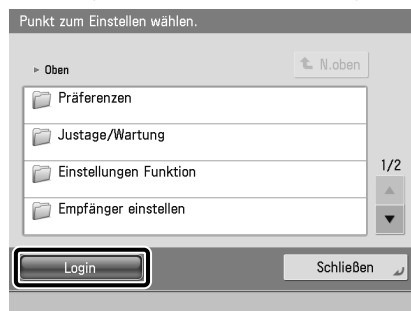 Punkt zum Einstellen wählen.
Oben
N.oben
Präferenzen
Justage/Wartung
Einstellungen Funktion
1/2
Empfänger einstellen
Login
Schließen